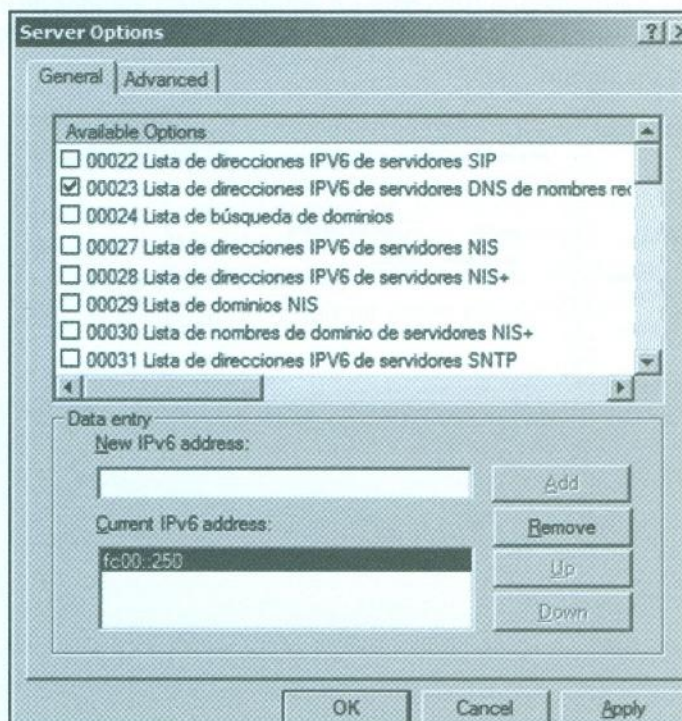 Server Options
General Advanced
Available Options
00022 Lista de direcciones IPV6 de servidores SIP
00023 Lista de direcciones IPV6 de servidores DNS de nombres rec
00024 Lista de búsqueda de dominios
00027 Lista de direcciones IPV6 de servidores NIS
00028 Lista de direcciones IPV6 de servidores NIS+
00029 Lista de dominios NIS
00030 Lista de nombres de dominio de servidores NIS+
00031 Lista de direcciones IPV6 de servidores SNTP
Data entry
New IPv6 address:
Add
Current IPv6 address:
Remove
fc00::250
Up
Down
OK Cancel Apply